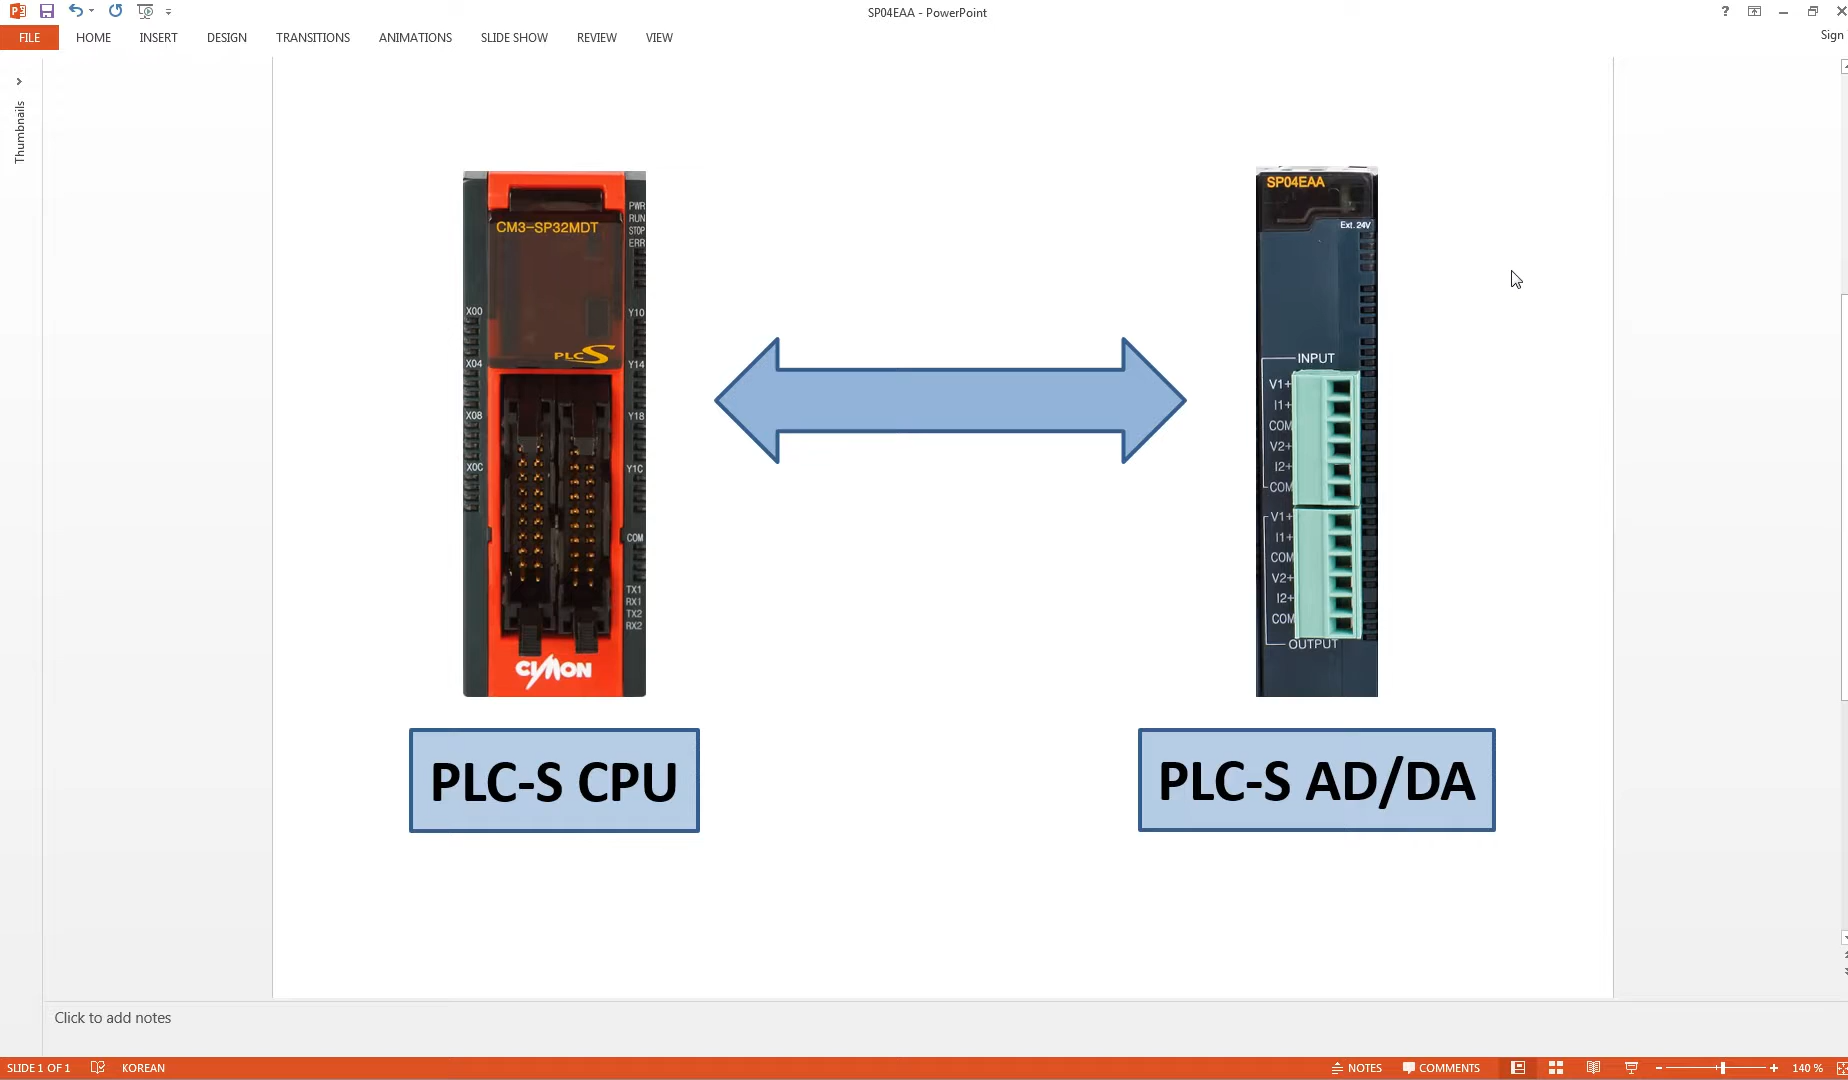 SP04EAA - PowerPoint
?
FILE
HOME
INSERT
DESIGN
TRANSITIONS
ANIMATIONS
SLIDE SHOW
REVIEW
VIEW
Sign
Thumbnails
CM3-SP32MDT
PWR
RUN
STOP
ERR
X00
X04
X08
X0C
Y10
Y14
Y18
Y1C
COM
TX1
RX1
TX2
RX2
PLC S
CIMON
SP04EAA
Ext. 24V
INPUT
V1+
I1+
COM
V2+
I2+
COM
V1+
I1+
COM
V2+
I2+
COM
OUTPUT
PLC-S CPU
PLC-S AD/DA
Click to add notes
SLIDE 1 OF 1
KOREAN
NOTES
COMMENTS
140 %